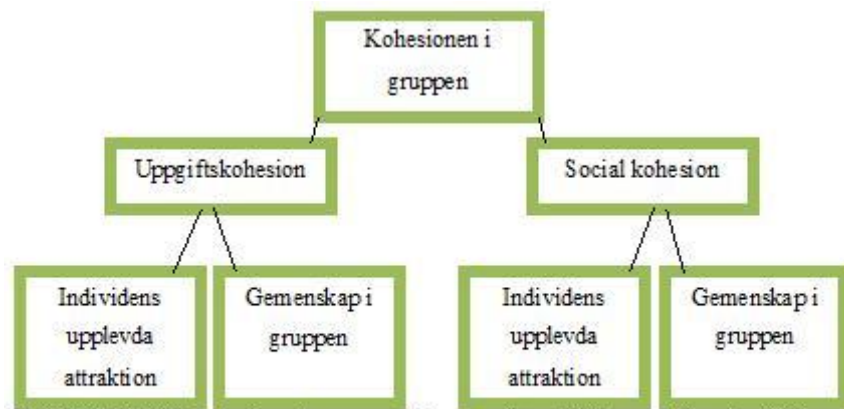 Kohesionen i
gruppen
Uppgiftskohesion
Social kohesion
Individens
upplevda
attraktion
Gemenskap i
gruppen
Individens
upplevda
attraktion
Gemenskap i
gruppen